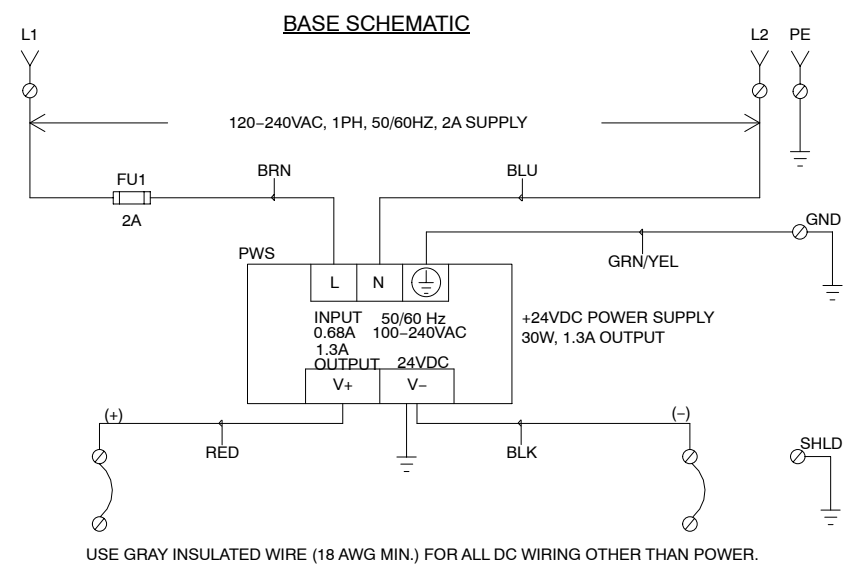 BASE SCHEMATIC
L1
L2
PE
120–240VAC, 1PH, 50/60HZ, 2A SUPPLY
FU1
2A
BRN
BLU
GND
GRN/YEL
PWS
L
N
INPUT 50/60 Hz
0.68A 100–240VAC
1.3A
OUTPUT 24VDC
+24VDC POWER SUPPLY
30W, 1.3A OUTPUT
V+
V–
(+)
(–)
RED
BLK
SHLD
USE GRAY INSULATED WIRE (18 AWG MIN.) FOR ALL DC WIRING OTHER THAN POWER.